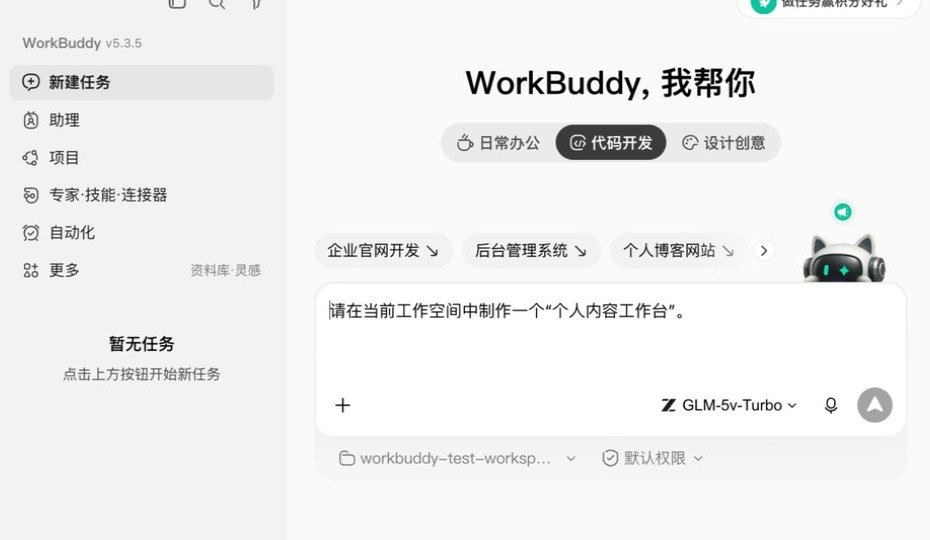 做任务赢积分好礼
WorkBuddy v5.3.5
新建任务
助理
项目
专家·技能·连接器
自动化
更多 资料库·灵感
暂无任务
点击上方按钮开始新任务
WorkBuddy, 我帮你
日常办公 代码开发 设计创意
企业官网开发 后台管理系统 个人博客网站
请在当前工作空间中制作一个“个人内容工作台”。
GLM-5v-Turbo
workbuddy-test-worksp... 默认权限